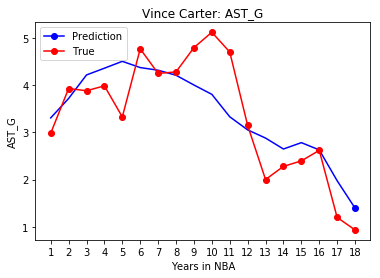 Vince Carter: AST_G
Prediction
True
AST_G
5
4
3
2
1
1 2 3 4 5 6 7 8 9 10 11 12 13 14 15 16 17 18
Years in NBA